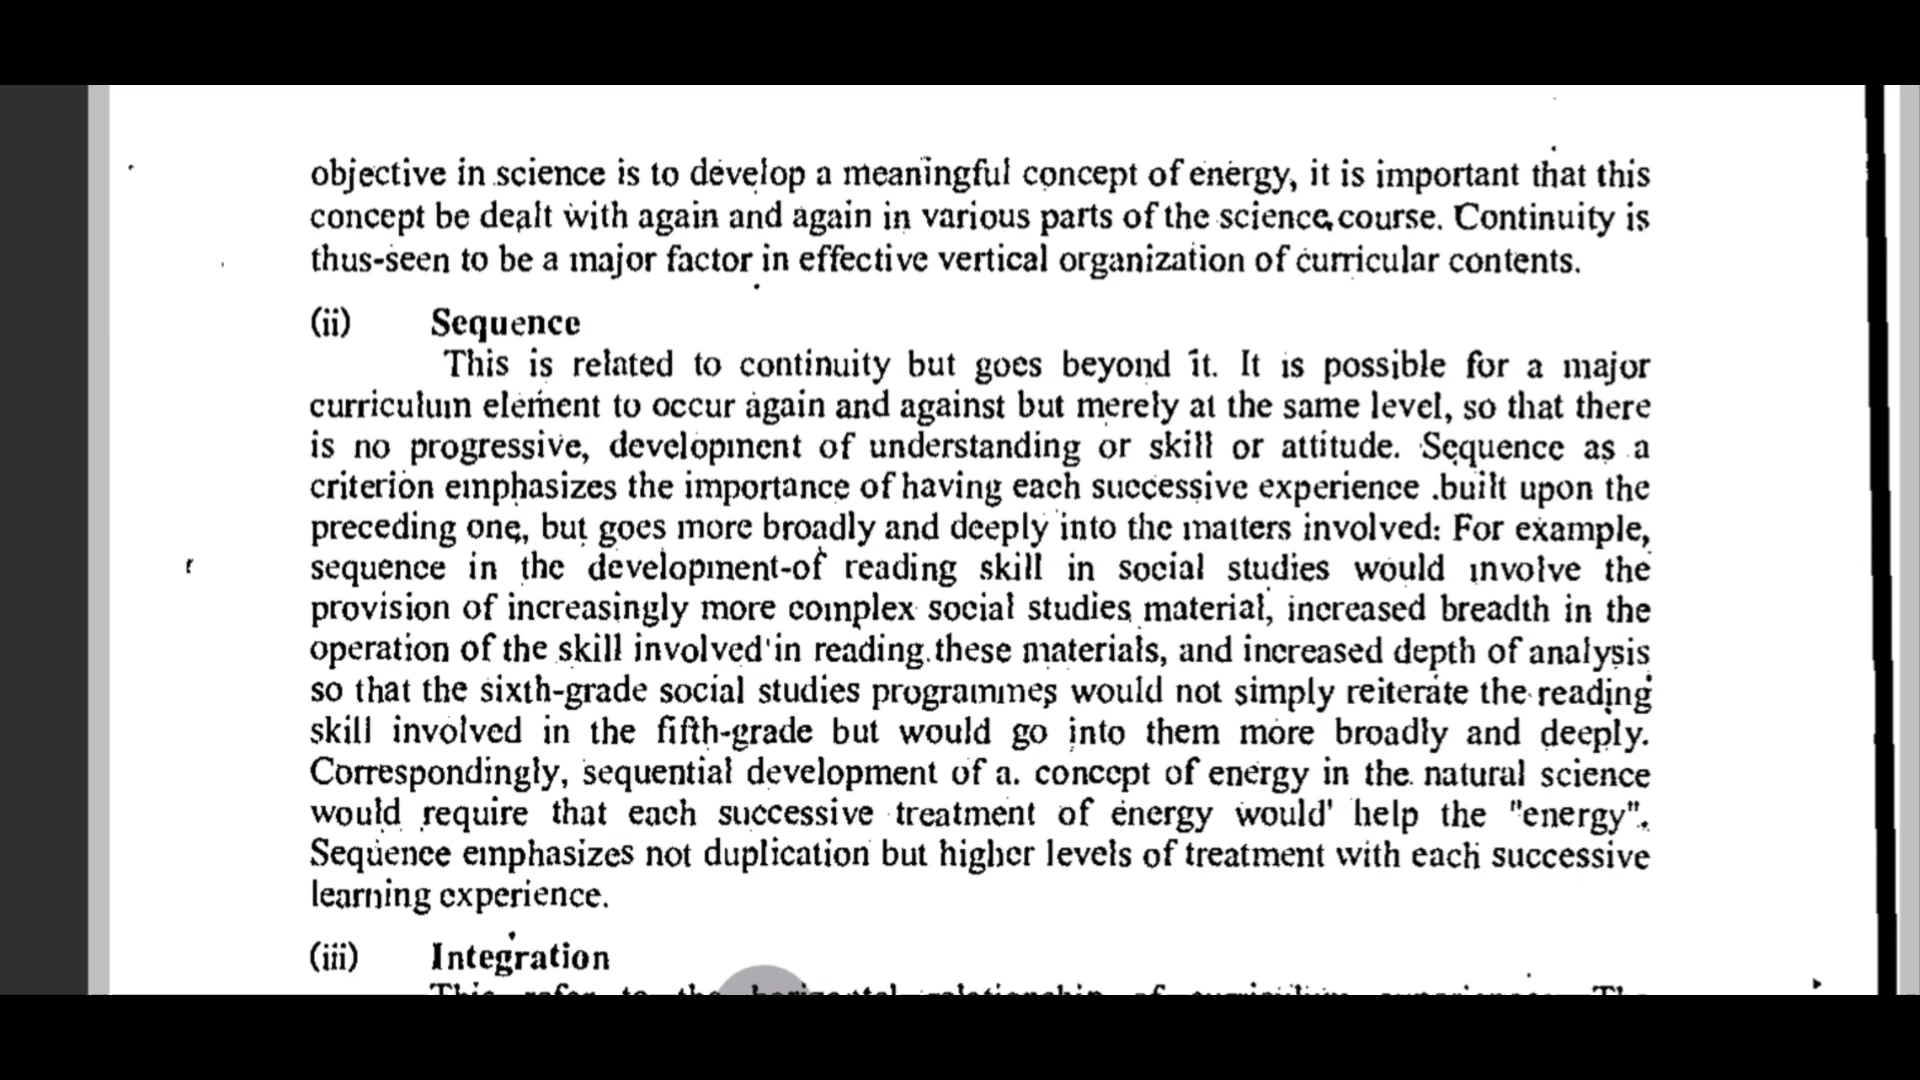 objective in science is to develop a meaningful concept of energy, it is important that this
concept be dealt with again and again in various parts of the science course. Continuity is
thus-seen to be a major factor in effective vertical organization of curricular contents.
(ii) Sequence
This is related to continuity but goes beyond it. It is possible for a major
curriculum element to occur again and against but merely at the same level, so that there
is no progressive, development of understanding or skill or attitude. Sequence as a
criterion emphasizes the importance of having each successive experience built upon the
preceding one, but goes more broadly and deeply into the matters involved: For example,
sequence in the development-of reading skill in social studies would involve the
provision of increasingly more complex social studies material, increased breadth in the
operation of the skill involved in reading these materials, and increased depth of analysis
so that the sixth-grade social studies programmes would not simply reiterate the reading
skill involved in the fifth-grade but would go into them more broadly and deeply.
Correspondingly, sequential development of a. concept of energy in the natural science
would require that each successive treatment of energy would' help the "energy".
Sequence emphasizes not duplication but higher levels of treatment with each successive
learning experience.
(iii) Integration
This refer to the horizontal relationship of curriculum experience. The